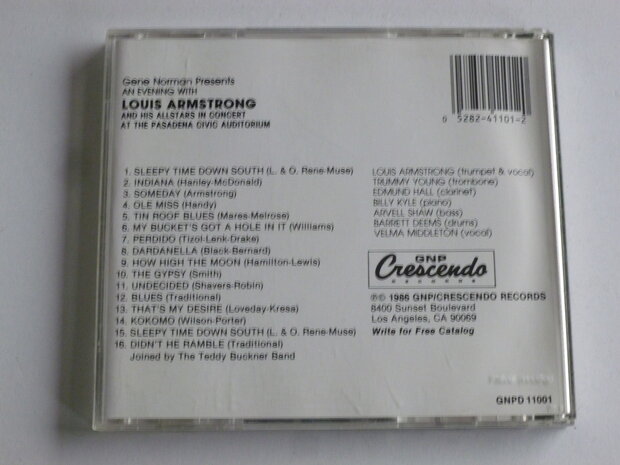 Gene Norman Presents
AN EVENING WITH
LOUIS ARMSTRONG
AND HIS ALLSTARS IN CONCERT
AT THE PASADENA CIVIC AUDITORIUM
0 5282-41101-2
1. SLEEPY TIME DOWN SOUTH (L. & O. Rene-Muse)
2. INDIANA (Hanley-McDonald)
3. SOMEDAY (Armstrong)
4. OLE MISS (Handy)
5. TIN ROOF BLUES (Mares-Melrose)
6. MY BUCKET'S GOT A HOLE IN IT (Williams)
7. PERDIDO (Tizol-Lenk-Drake)
8. DARDANELLA (Black-Bernard)
9. HOW HIGH THE MOON (Hamilton-Lewis)
10. THE GYPSY (Smith)
11. UNDECIDED (Shavers-Robin)
12. BLUES (Traditional)
13. THAT'S MY DESIRE (Loveday-Kresa)
14. KOKOMO (Wilson-Porter)
15. SLEEPY TIME DOWN SOUTH (L. & O. Rene-Muse)
16. DIDN'T HE RAMBLE (Traditional)
Joined by The Teddy Buckner Band
LOUIS ARMSTRONG (trumpet & vocal)
TRUMMY YOUNG (trombone)
EDMUND HALL (clarinet)
BILLY KYLE (piano)
ARVELL SHAW (bass)
BARRETT DEEMS (drums)
VELMA MIDDLETON (vocal)
GNP
Crescendo
RECORDS
℗© 1986 GNP/CRESCENDO RECORDS
8400 Sunset Boulevard
Los Angeles, CA 90069
Write for Free Catalog
GNPD 11001